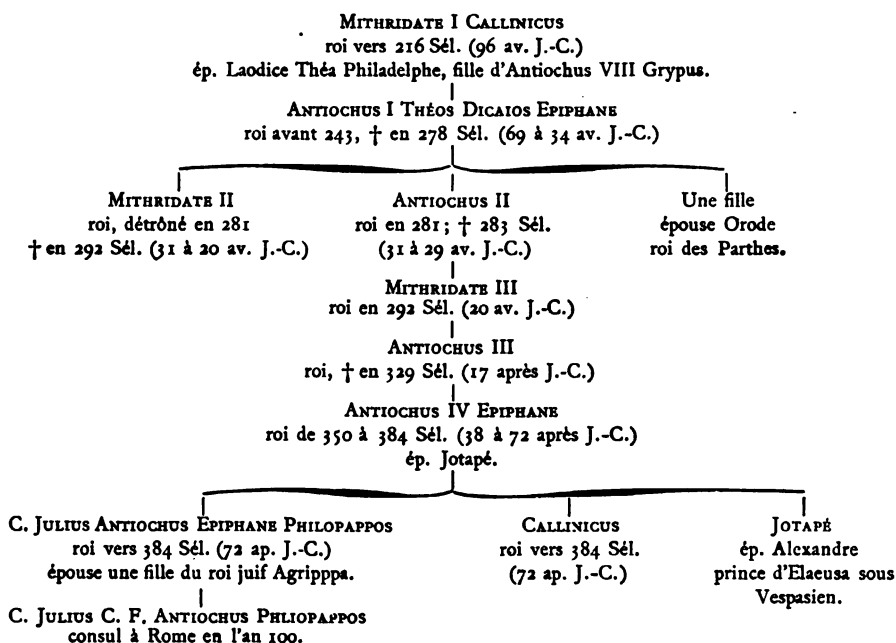 MITHRIDATE I CALLINICUS
roi vers 216 Sél. (96 av. J.-C.)
ép. Laodice Théa Philadelphe, fille d'Antiochus VIII Grypus.
ANTIOCHUS I THÉOS DICAIOS EPIPHANE
roi avant 243, † en 278 Sél. (69 à 34 av. J.-C.)
MITHRIDATE II
roi, détrôné en 281
† en 292 Sél. (31 à 20 av. J.-C.)
ANTIOCHUS II
roi en 281 ; † 283 Sél.
(31 à 29 av. J.-C.)
Une fille
épouse Orode
roi des Parthes.
MITHRIDATE III
roi en 292 Sél. (20 av. J.-C.)
ANTIOCHUS III
roi, † en 329 Sél. (17 après J.-C.)
ANTIOCHUS IV EPIPHANE
roi de 350 à 384 Sél. (38 à 72 après J.-C.)
ép. Jotapé.
C. JULIUS ANTIOCHUS EPIPHANE PHILOPAPPOS
roi vers 384 Sél. (72 ap. J.-C.)
épouse une fille du roi juif Agripppa.
CALLINICUS
roi vers 384 Sél.
(72 ap. J.-C.)
JOTAPÉ
ép. Alexandre
prince d'Elaeusa sous
Vespasien.
C. JULIUS C. F. ANTIOCHUS PHLIOPAPPOS
consul à Rome en l'an 100.